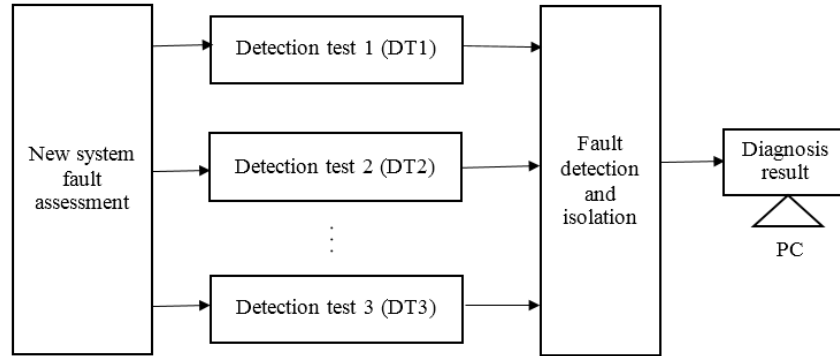 New system
fault
assessment
Detection test 1 (DT1)
Detection test 2 (DT2)
⋮
Detection test 3 (DT3)
Fault
detection
and
isolation
Diagnosis
result
PC